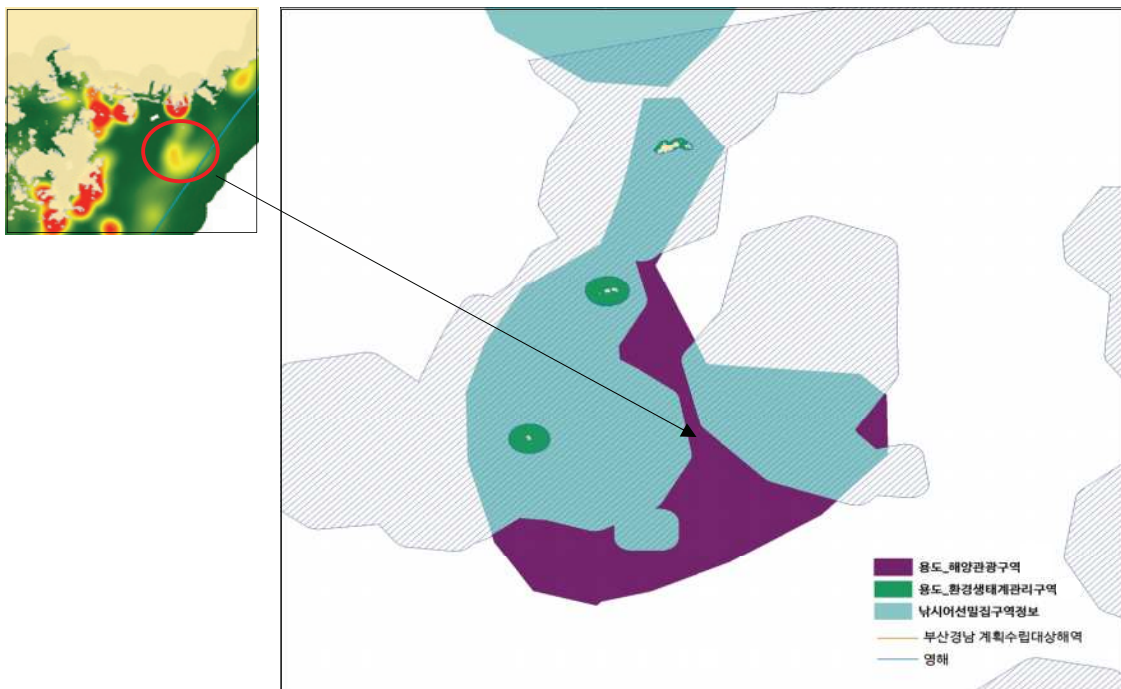 용도_해양관광구역
용도_환경생태계관리구역
낚시어선밀집구역정보
부산경남 계획수립대상해역
영해